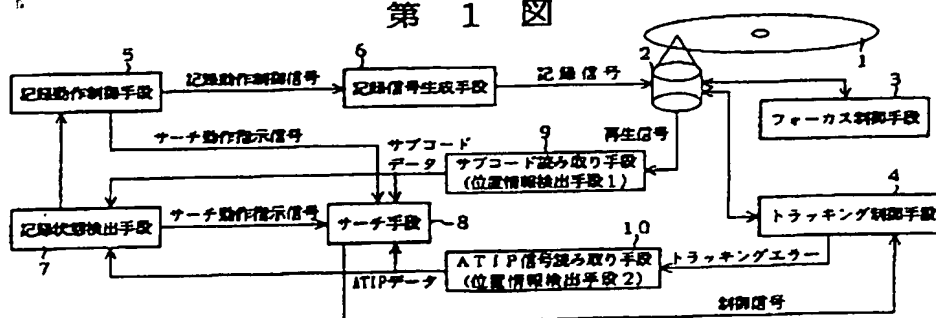 第 1 図
5
6
2
1
3
記録動作制御手段
記録動作制御信号
記録信号生成手段
記録信号
フォーカス制御手段
サーチ動作指示信号
サブコード
データ
9
再生信号
サブコード読み取り手段
(位置情報検出手段1)
4
記録状態検出手段
サーチ動作指示信号
サーチ手段
8
トラッキング制御手段
7
10
ATIP信号読み取り手段
(位置情報検出手段2)
トラッキングエラー
ATIPデータ
制御信号